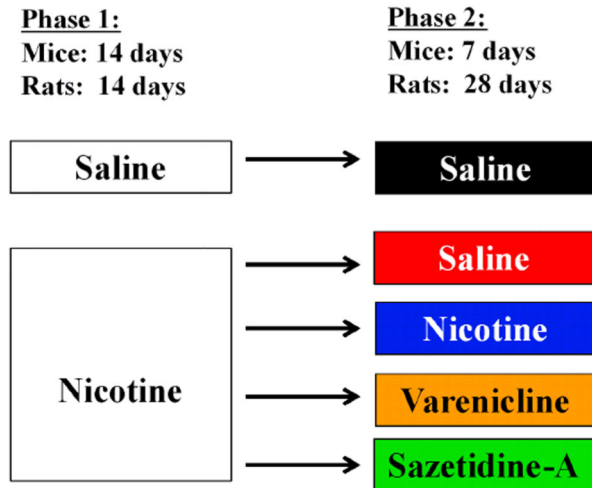 Phase 1:
Mice: 14 days
Rats: 14 days
Phase 2:
Mice: 7 days
Rats: 28 days
Saline
Saline
Nicotine
Saline
Nicotine
Varenicline
Sazetidine-A